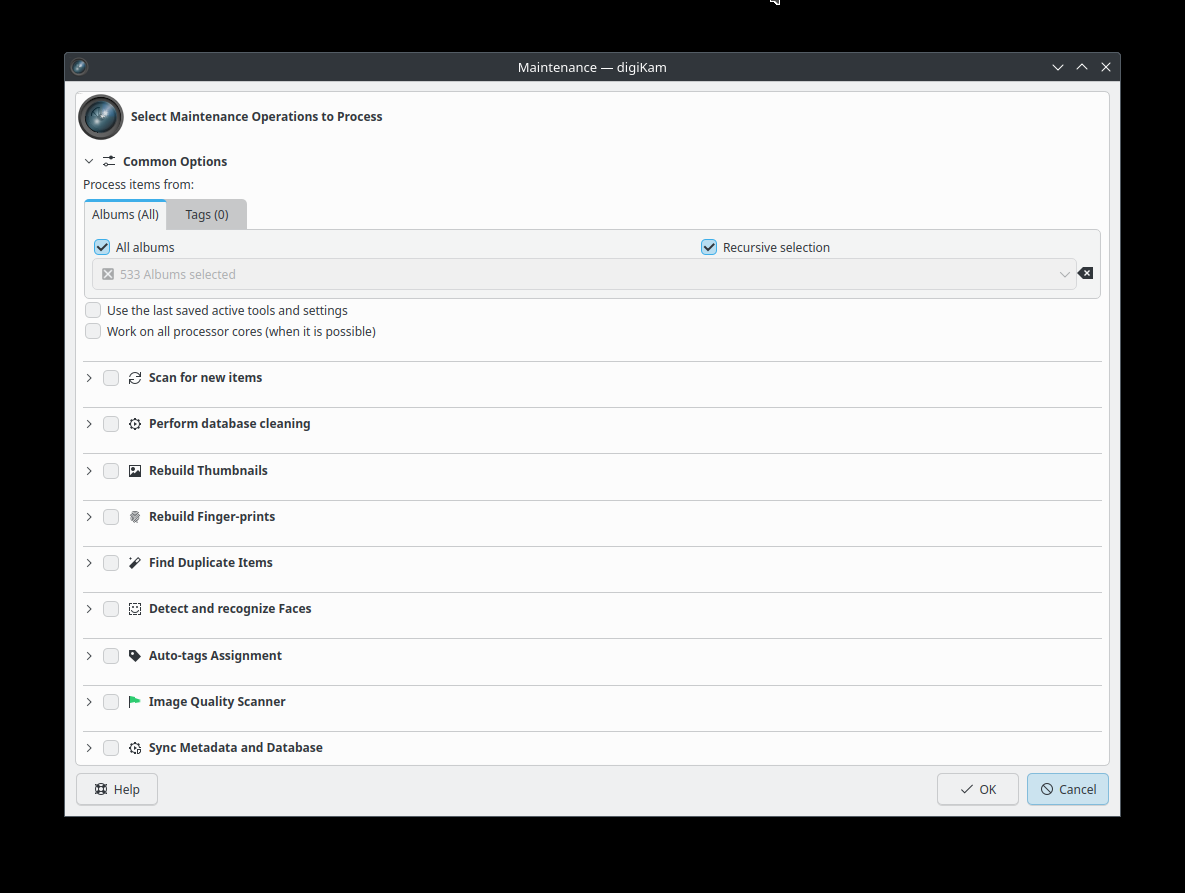 Maintenance — digiKam
Select Maintenance Operations to Process
Common Options
Process items from:
Albums (All) Tags (0)
All albums Recursive selection
533 Albums selected
Use the last saved active tools and settings
Work on all processor cores (when it is possible)
Scan for new items
Perform database cleaning
Rebuild Thumbnails
Rebuild Finger-prints
Find Duplicate Items
Detect and recognize Faces
Auto-tags Assignment
Image Quality Scanner
Sync Metadata and Database
Help OK Cancel